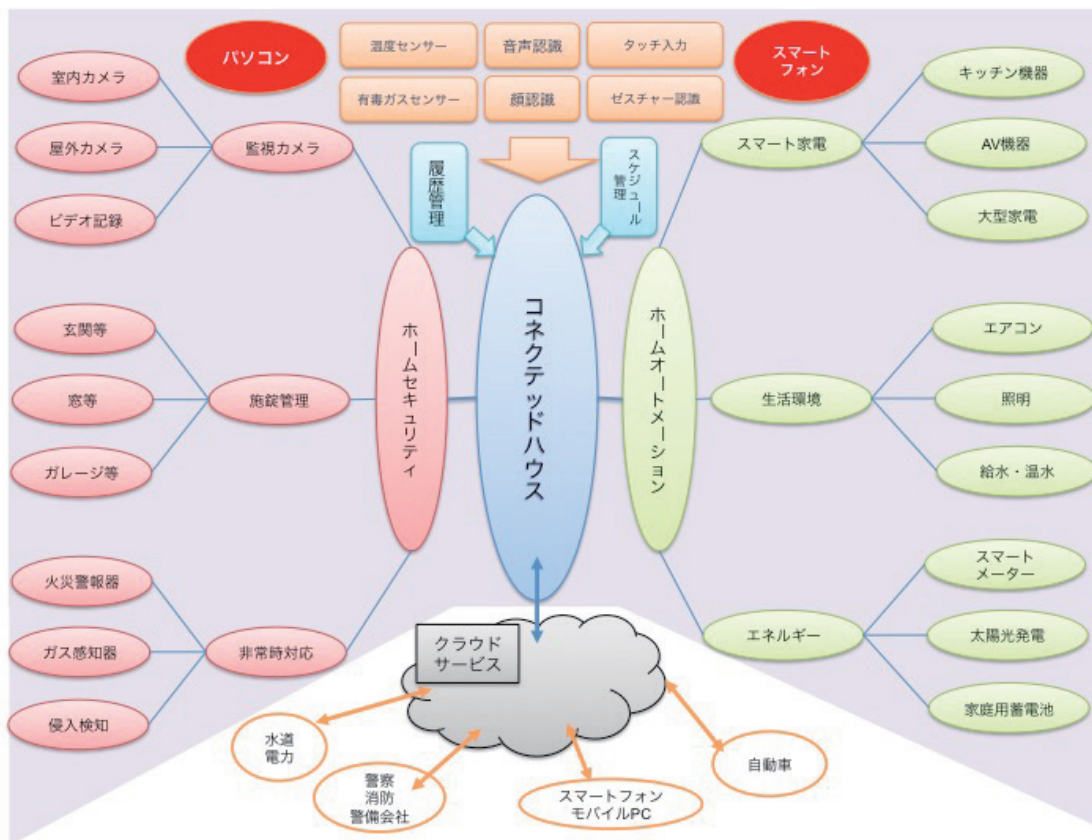 パソコン
温度センサー
音声認識
タッチ入力
有毒ガスセンサー
顔認識
ゼスチャー認識
スマート
フォン
履歴管理
スケジュール
管理
室内カメラ
屋外カメラ
ビデオ記録
監視カメラ
玄関等
窓等
ガレージ等
施錠管理
火災警報器
ガス感知器
侵入検知
非常時対応
ホームセキュリティ
コネクテッドハウス
ホームオートメーション
スマート家電
キッチン機器
AV機器
大型家電
生活環境
エアコン
照明
給水・温水
エネルギー
スマート
メーター
太陽光発電
家庭用蓄電池
クラウド
サービス
水道
電力
警察
消防
警備会社
スマートフォン
モバイルPC
自動車